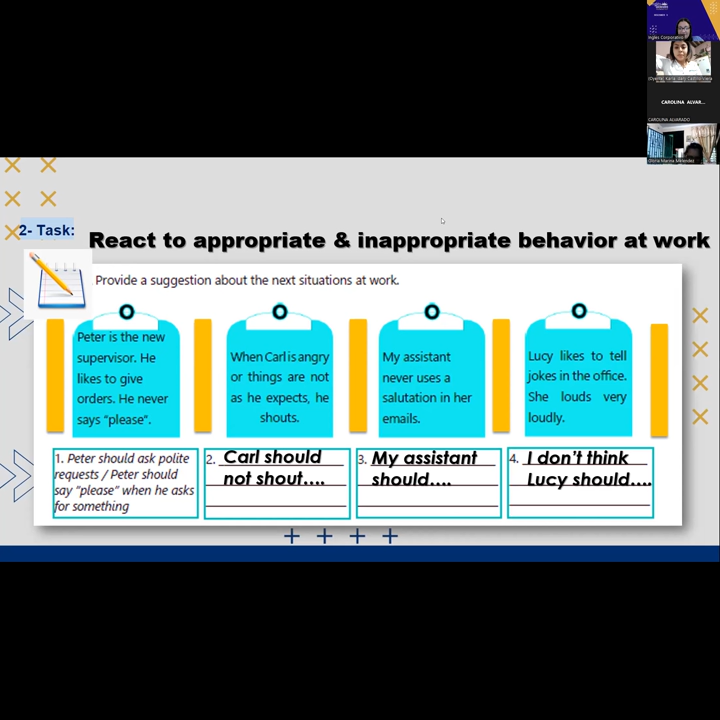 Ingles Corporativo
CAROLINA ALVAR...
CAROLINA ALVARADO
Gloria Marina Melendez
2- Task:
React to appropriate & inappropriate behavior at work
Provide a suggestion about the next situations at work.
Peter is the new
supervisor. He
likes to give
orders. He never
says “please”.
When Carl is angry
or things are not
as he expects, he
shouts.
My assistant
never uses a
salutation in her
emails.
Lucy likes to tell
jokes in the office.
She louds very
loudly.
1. Peter should ask polite
requests / Peter should
say “please” when he asks
for something
2. Carl should
not shout....
3. My assistant
should....
4. I don’t think
Lucy should....